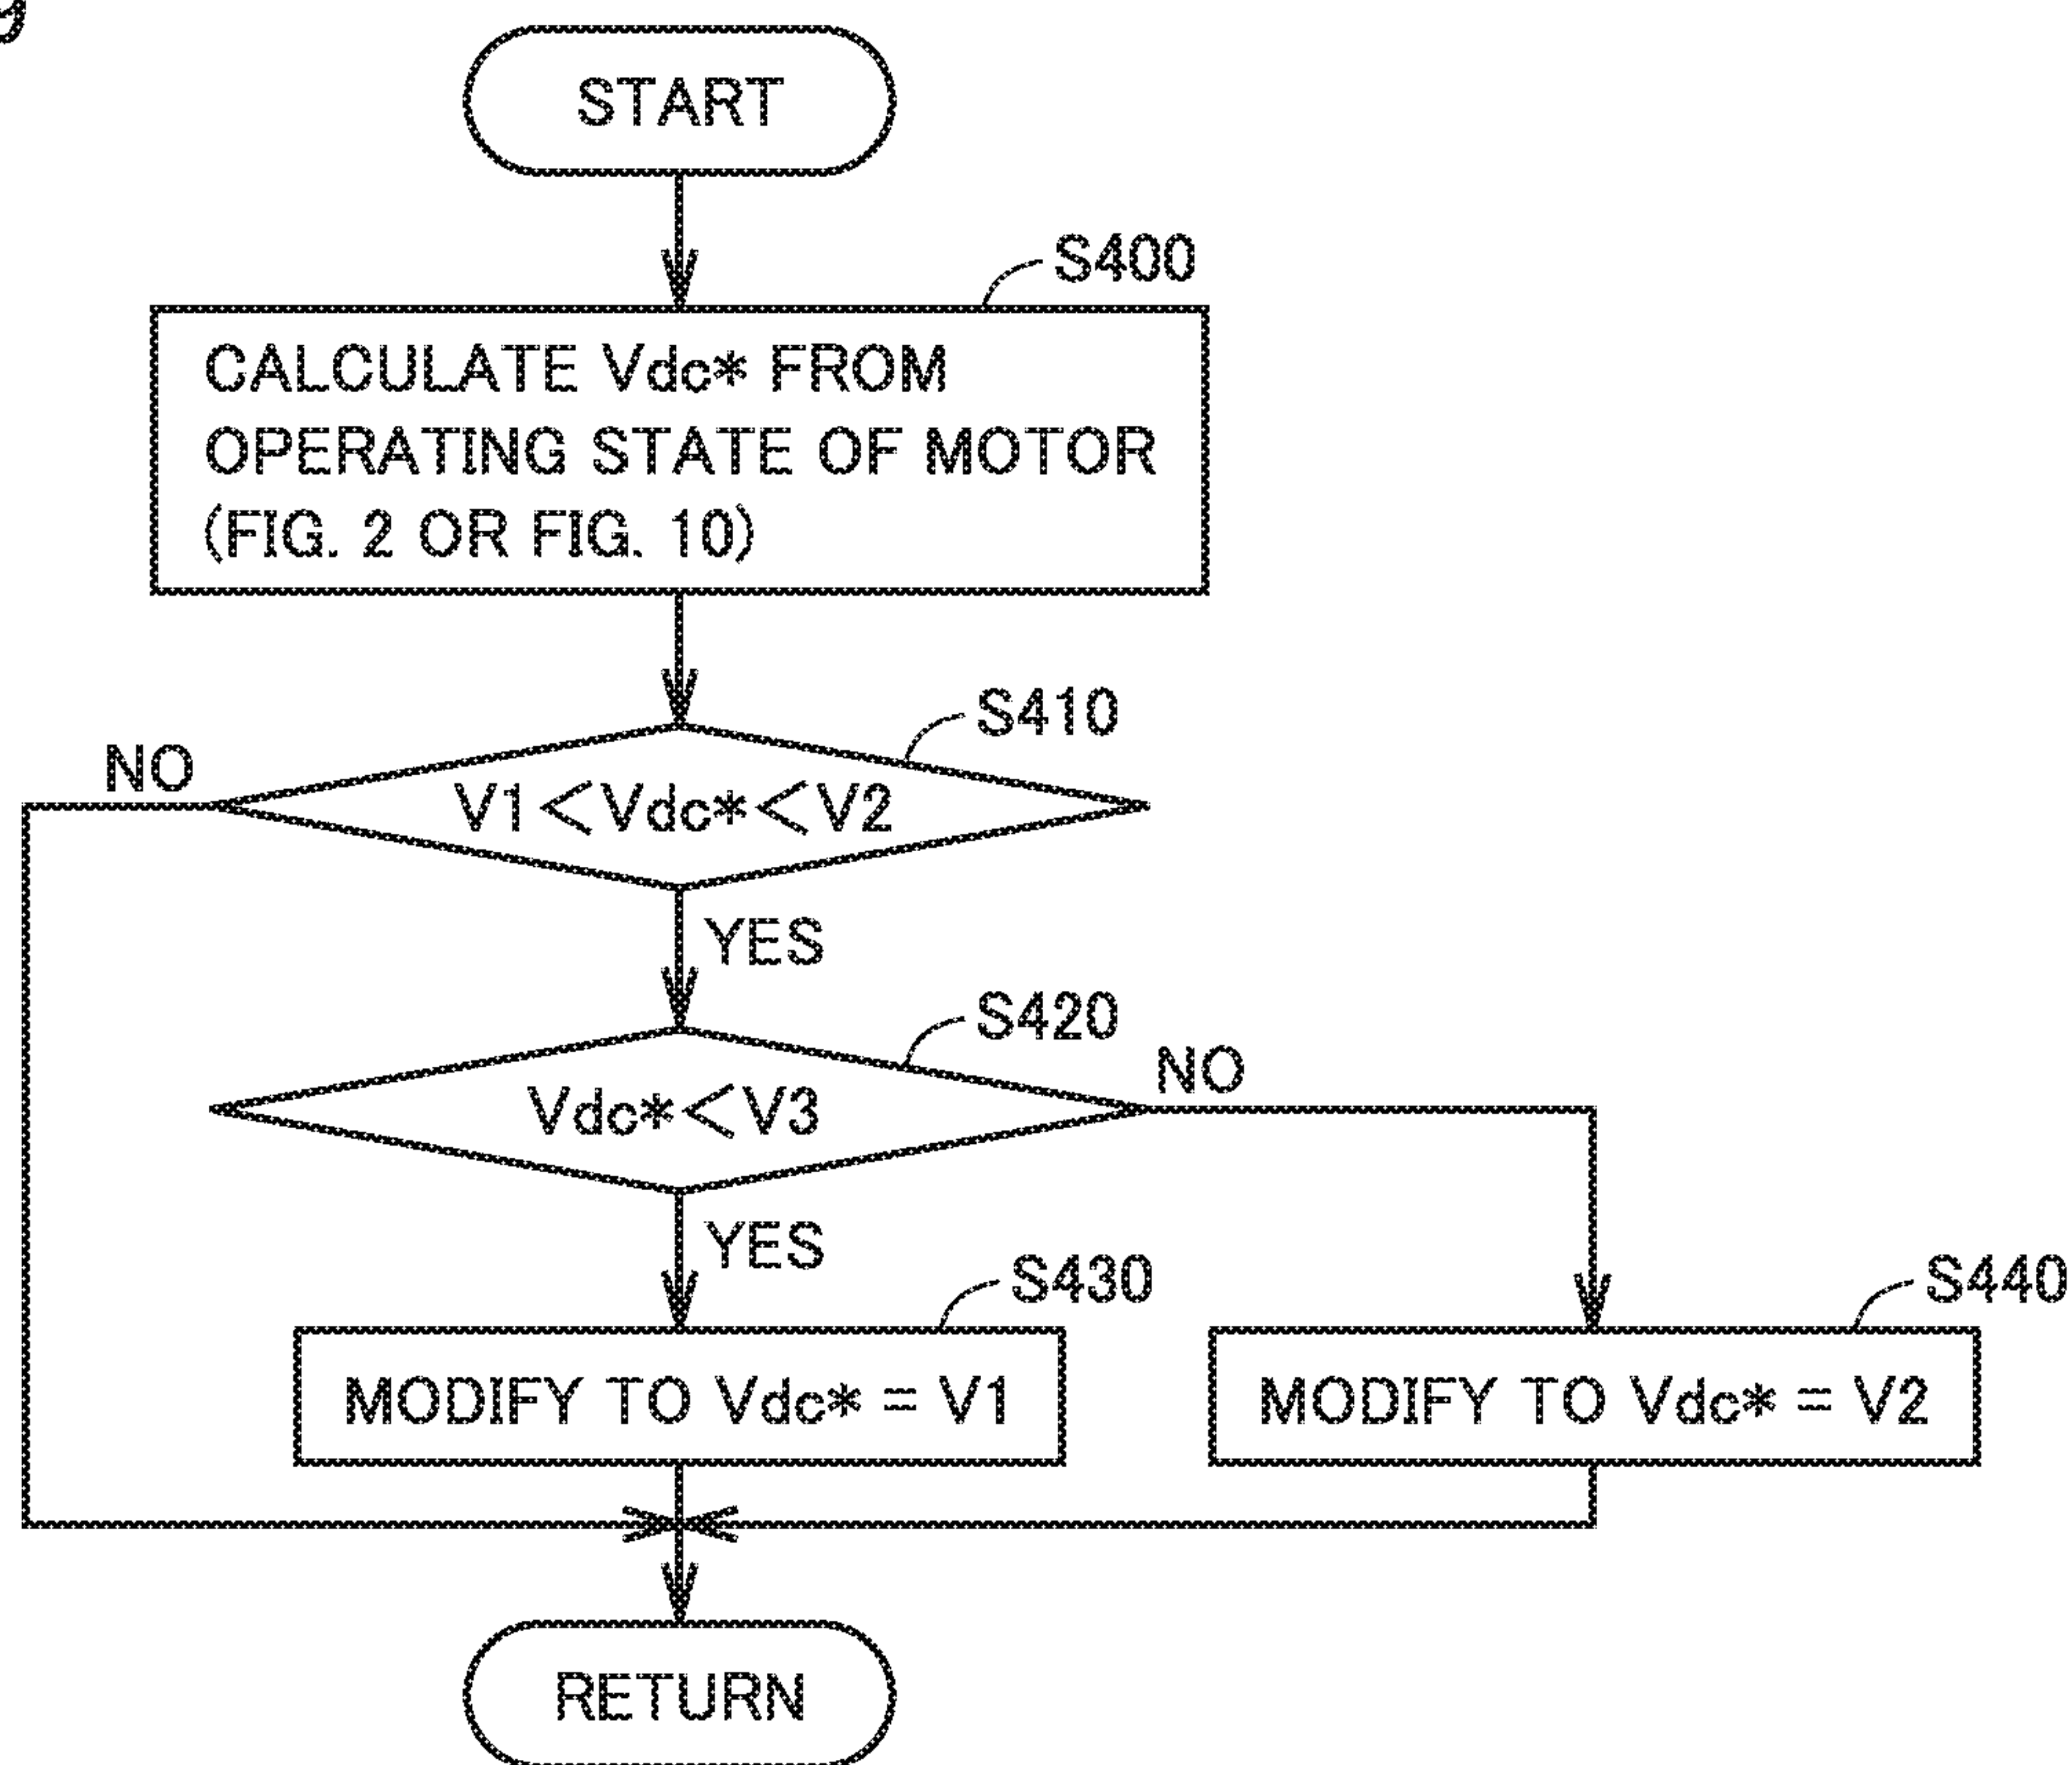 START
S400
CALCULATE Vdc* FROM
OPERATING STATE OF MOTOR
(FIG. 2 OR FIG. 10)
S410
NO
V1<Vdc*<V2
YES
S420
NO
Vdc*<V3
YES
S430
S440
MODIFY TO Vdc* = V1
MODIFY TO Vdc* = V2
RETURN